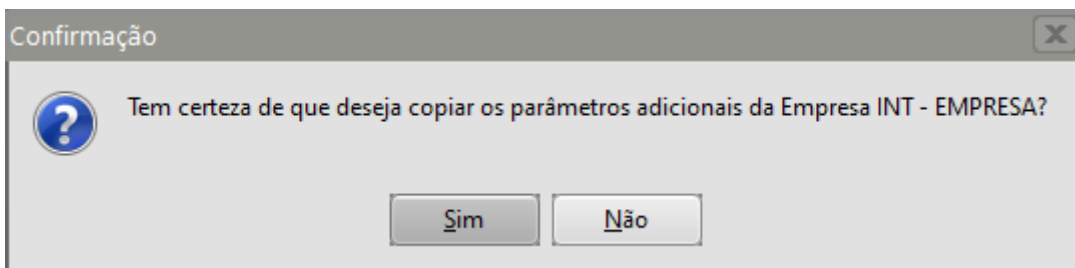 Confirmação
Tem certeza de que deseja copiar os parâmetros adicionais da Empresa INT - EMPRESA?
Sim
Não